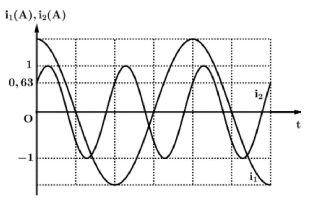 i₁(A), i₂(A)
1
0,63
i₂
O
t
−1
i₁